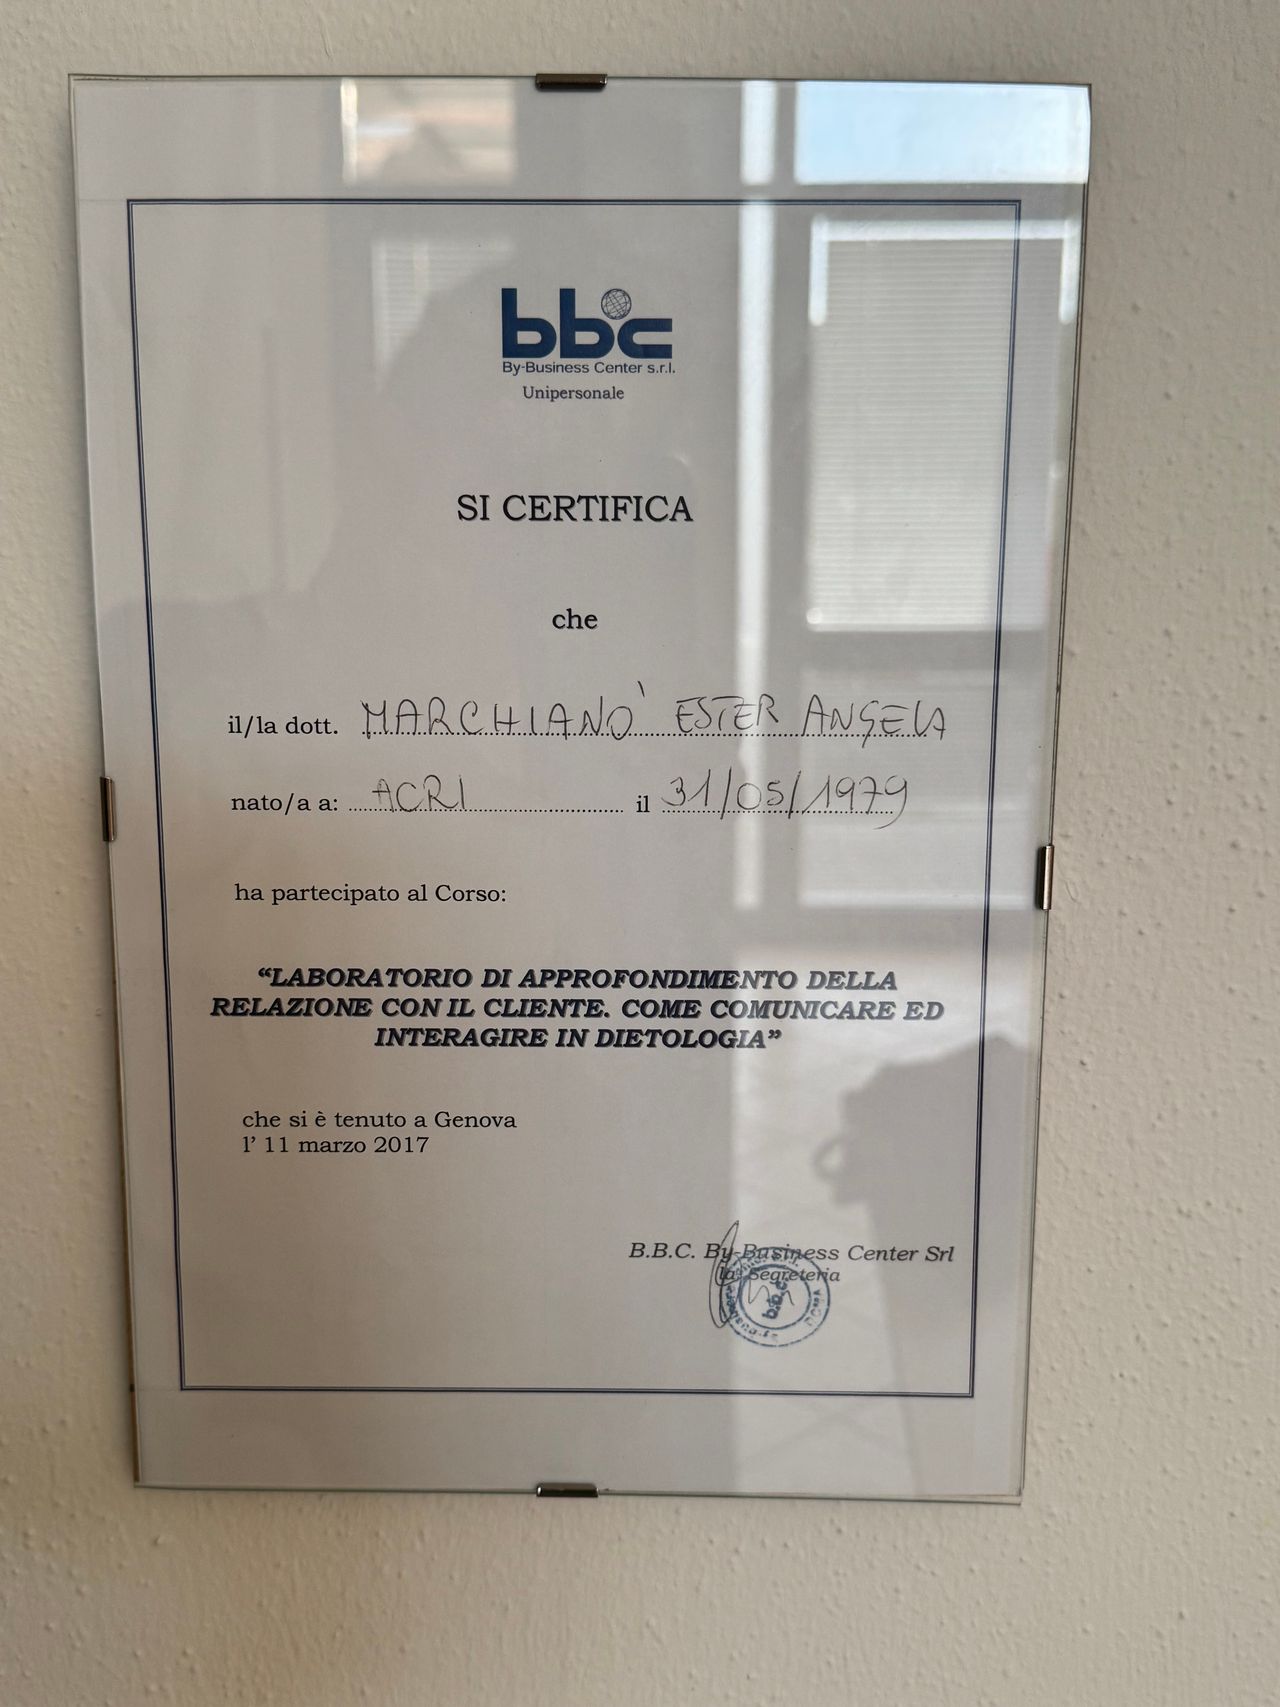 bbc
By-Business Center s.r.l.
Unipersonale
SI CERTIFICA
che
il/la dott. MARCHIANO' ESTER ANGELA
nato/a a: ACRI il 31/05/1979
ha partecipato al Corso:
“LABORATORIO DI APPROFONDIMENTO DELLA
RELAZIONE CON IL CLIENTE. COME COMUNICARE ED
INTERAGIRE IN DIETOLOGIA”
che si è tenuto a Genova
l' 11 marzo 2017
B.B.C. By-Business Center Srl
la Segreteria
b.b.c.
ROMA